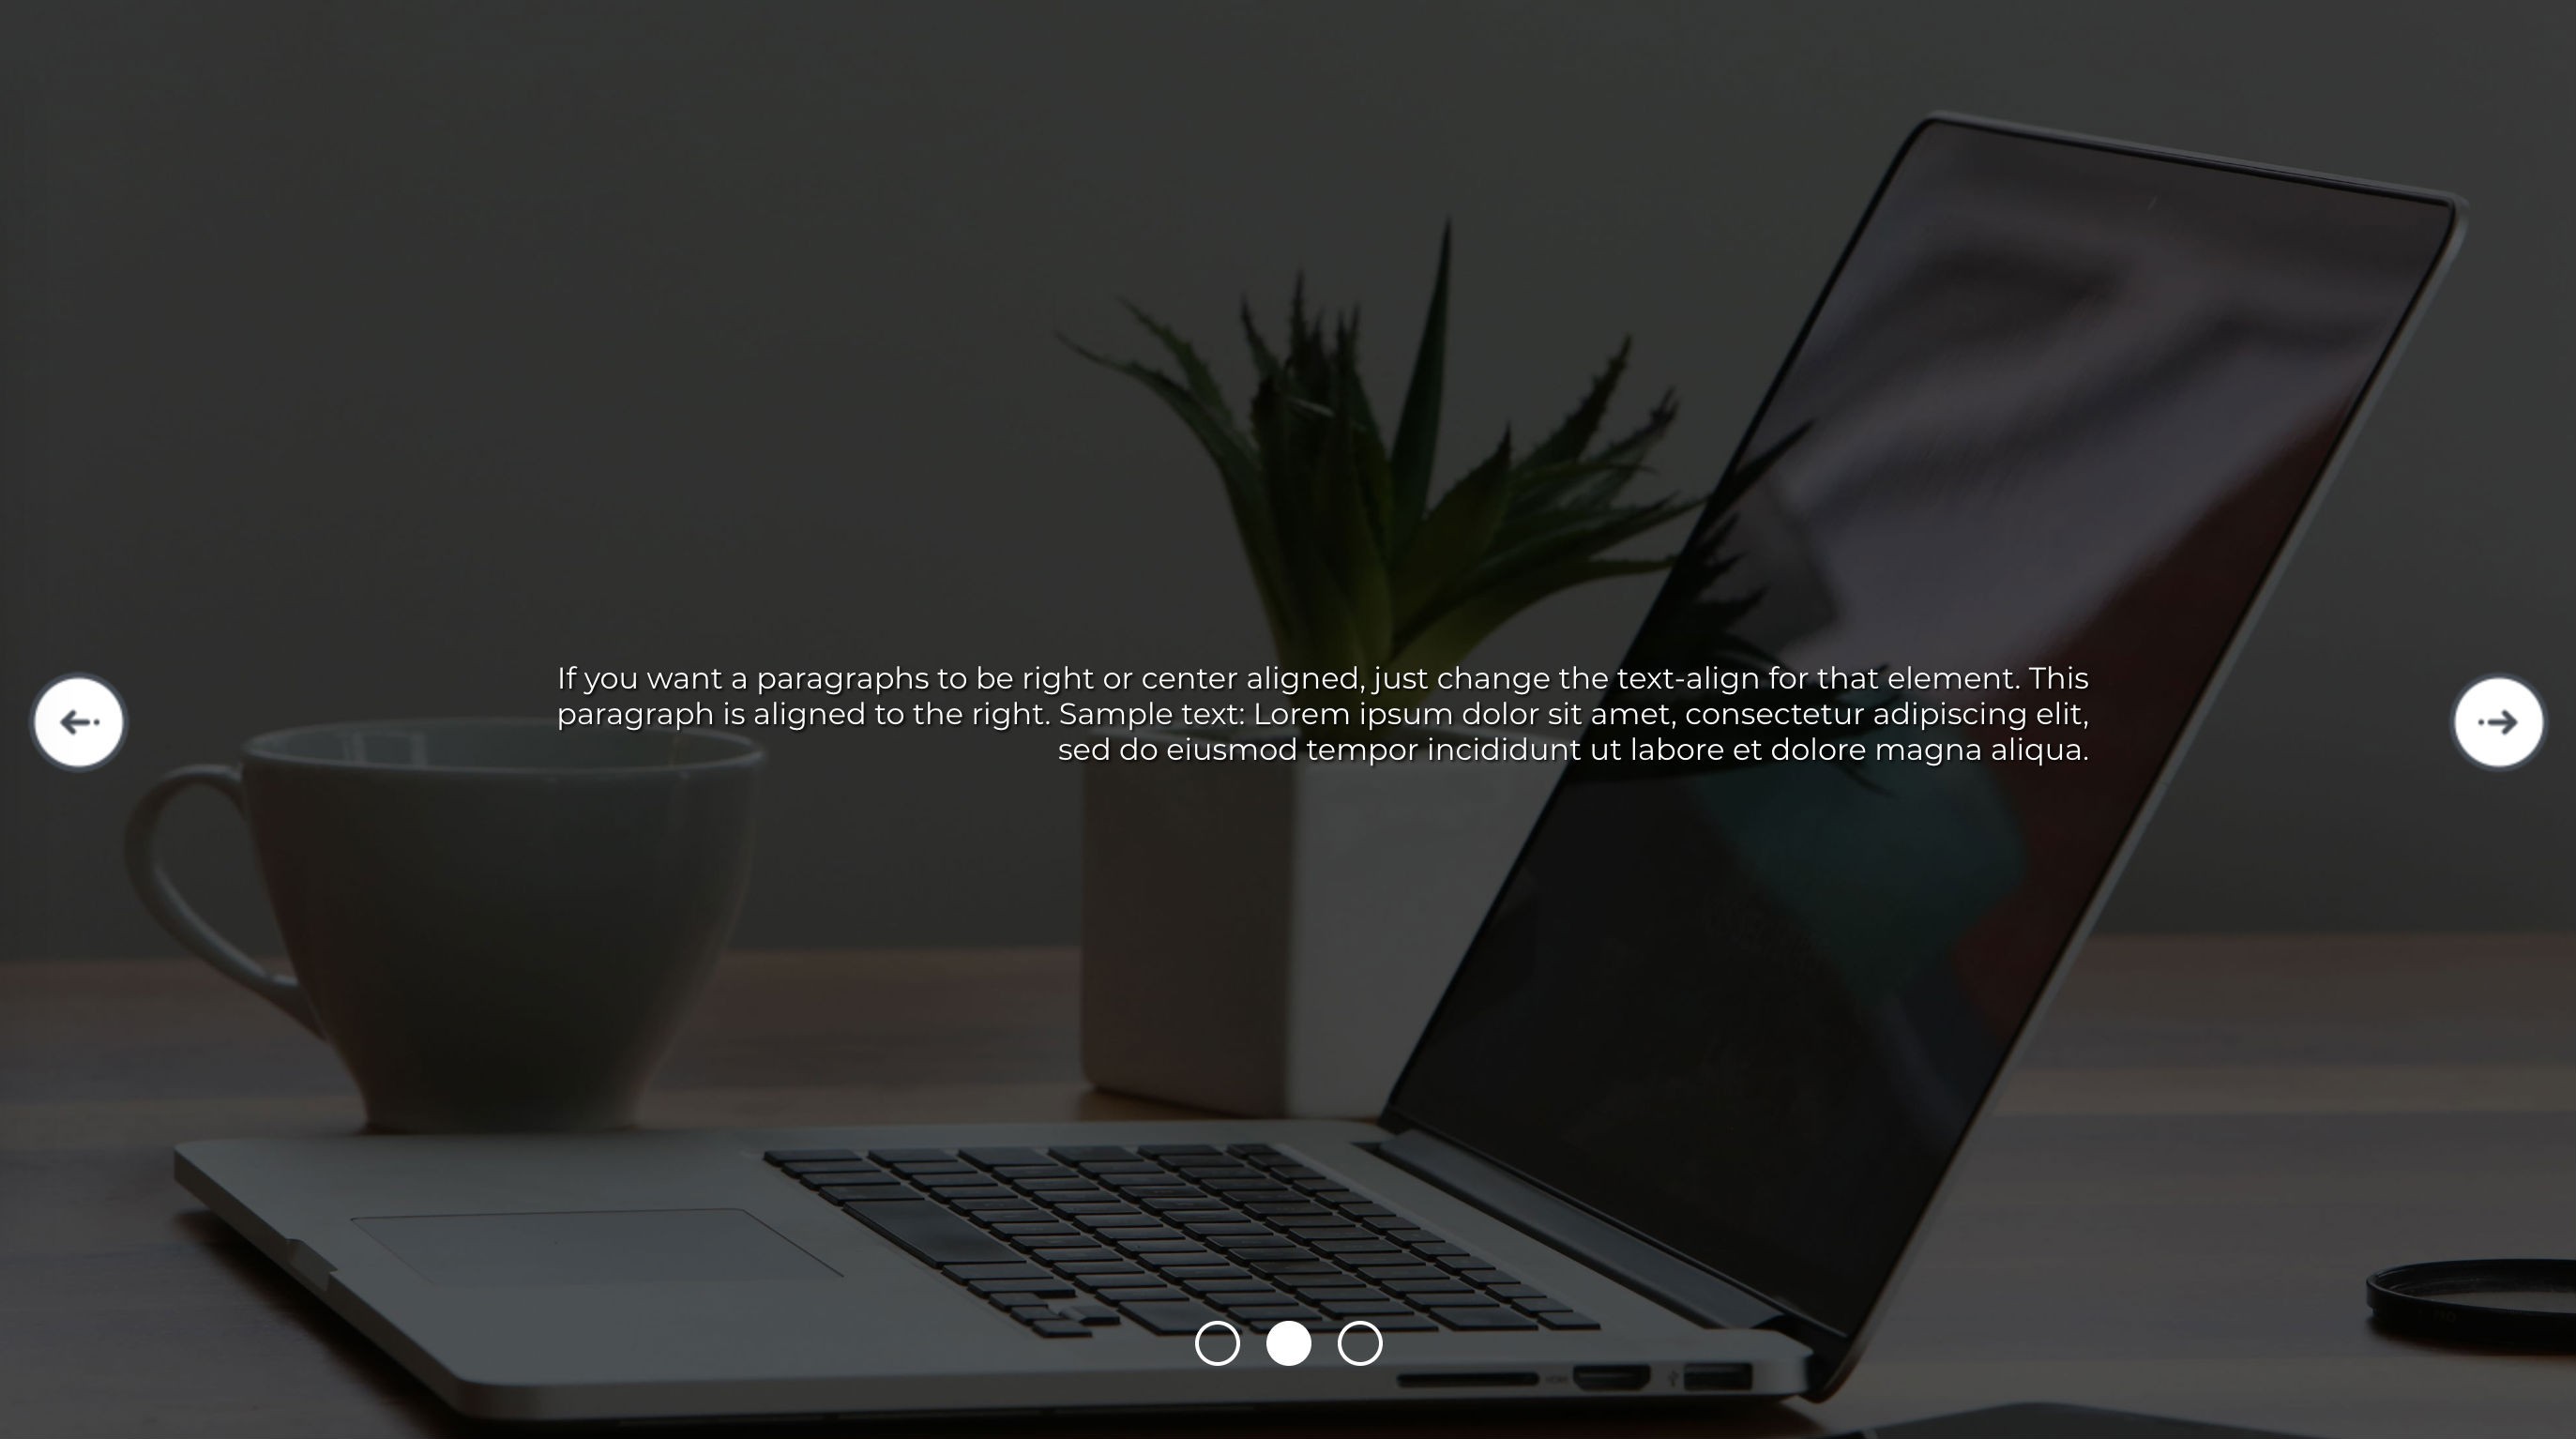 If you want a paragraphs to be right or center aligned, just change the text-align for that element. This
paragraph is aligned to the right. Sample text: Lorem ipsum dolor sit amet, consectetur adipiscing elit,
sed do eiusmod tempor incididunt ut labore et dolore magna aliqua.